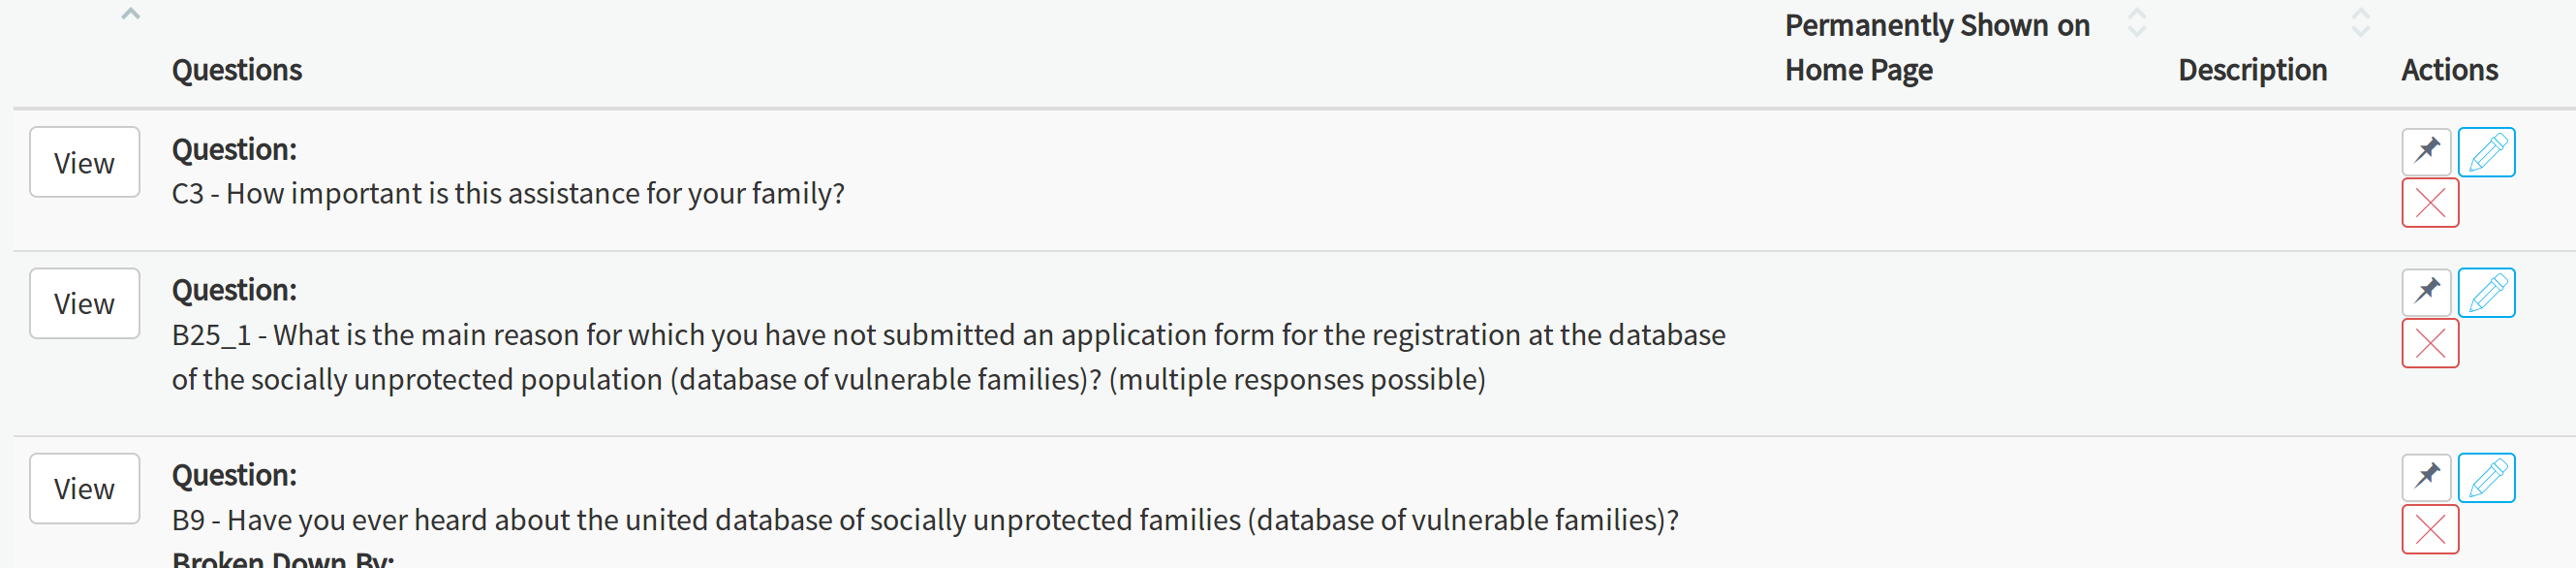 Permanently Shown on
Questions Home Page Description Actions
View Question:
C3 - How important is this assistance for your family?
View Question:
B25_1 - What is the main reason for which you have not submitted an application form for the registration at the database
of the socially unprotected population (database of vulnerable families)? (multiple responses possible)
View Question:
B9 - Have you ever heard about the united database of socially unprotected families (database of vulnerable families)?
Broken Down By: